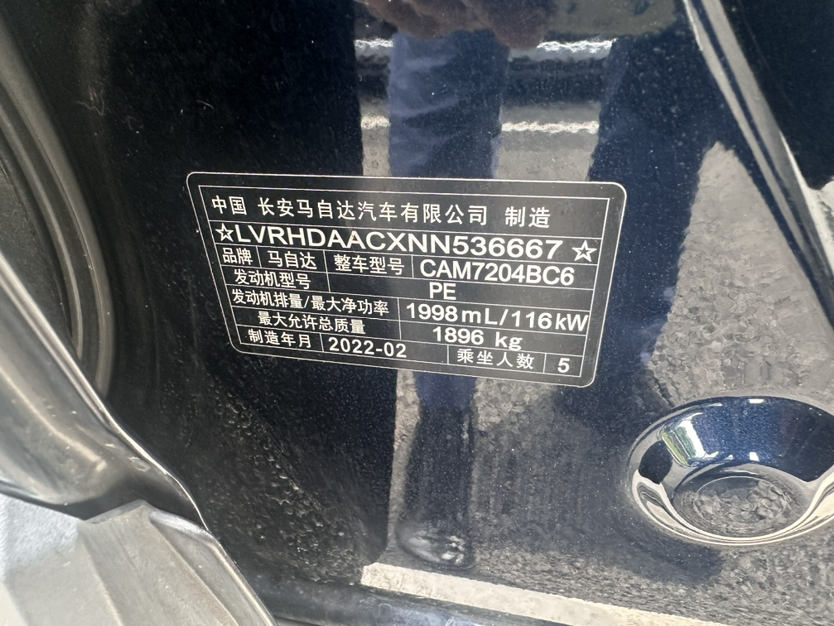 中国 长安马自达汽车有限公司 制造
☆LVRHDAACXNN536667☆
品牌 马自达 整车型号 CAM7204BC6
发动机型号 PE
发动机排量/最大净功率 1998mL/116kW
最大允许总质量 1896 kg
制造年月 2022-02 乘坐人数 5